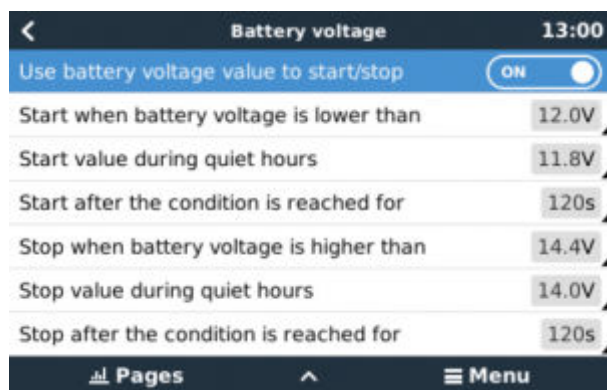 Battery voltage 13:00
Use battery voltage value to start/stop ON
Start when battery voltage is lower than 12.0V
Start value during quiet hours 11.8V
Start after the condition is reached for 120s
Stop when battery voltage is higher than 14.4V
Stop value during quiet hours 14.0V
Stop after the condition is reached for 120s
Pages Menu